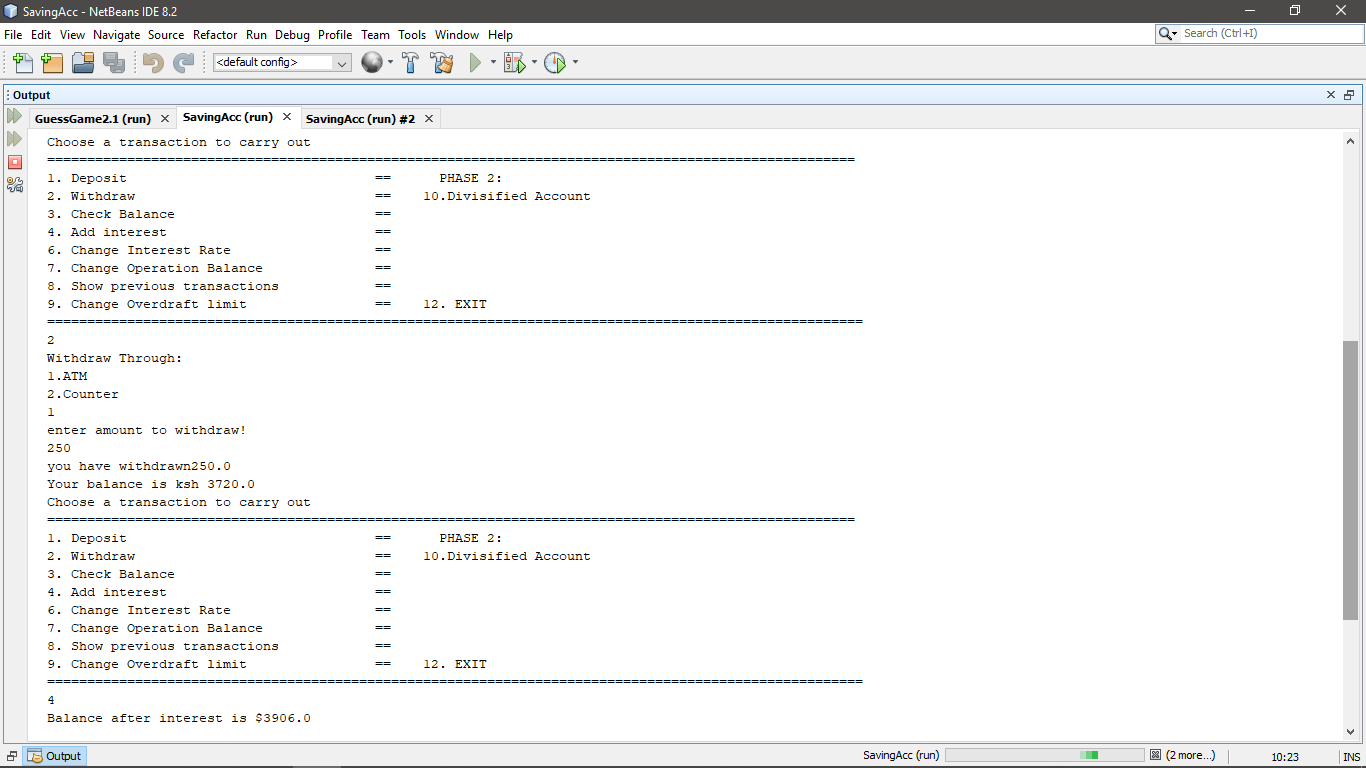 SavingAcc - NetBeans IDE 8.2
File Edit View Navigate Source Refactor Run Debug Profile Team Tools Window Help
Search (Ctrl+I)
<default config>
Output
GuessGame2.1 (run) SavingAcc (run) SavingAcc (run) #2
Choose a transaction to carry out
=====================================================================================================
1. Deposit == PHASE 2:
2. Withdraw == 10.Divisified Account
3. Check Balance ==
4. Add interest ==
6. Change Interest Rate ==
7. Change Operation Balance ==
8. Show previous transactions ==
9. Change Overdraft limit == 12. EXIT
======================================================================================================
2
Withdraw Through:
1.ATM
2.Counter
1
enter amount to withdraw!
250
you have withdrawn250.0
Your balance is ksh 3720.0
Choose a transaction to carry out
=====================================================================================================
1. Deposit == PHASE 2:
2. Withdraw == 10.Divisified Account
3. Check Balance ==
4. Add interest ==
6. Change Interest Rate ==
7. Change Operation Balance ==
8. Show previous transactions ==
9. Change Overdraft limit == 12. EXIT
======================================================================================================
4
Balance after interest is $3906.0
Output SavingAcc (run) (2 more...) 10:23 INS